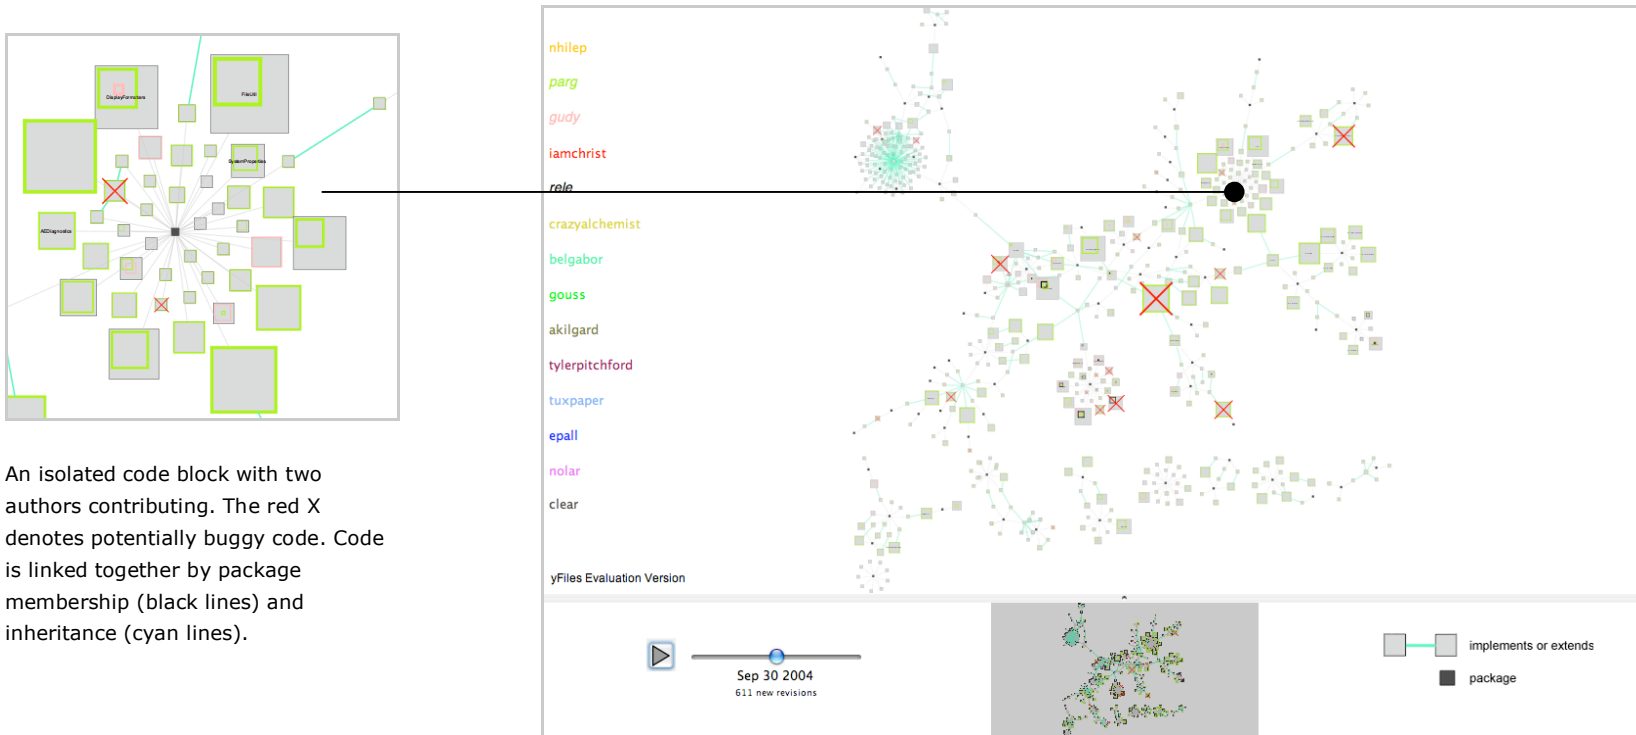 DisplayFormatters
FileUtil
SystemProperties
AEDiagnostics
An isolated code block with two
authors contributing. The red X
denotes potentially buggy code. Code
is linked together by package
membership (black lines) and
inheritance (cyan lines).
nhilep
parg
gudy
iamchrist
rele
crazyalchemist
belgabor
gouss
akilgard
tylerpitchford
tuxpaper
epall
nolar
clear
yFiles Evaluation Version
Sep 30 2004
611 new revisions
implements or extends
package